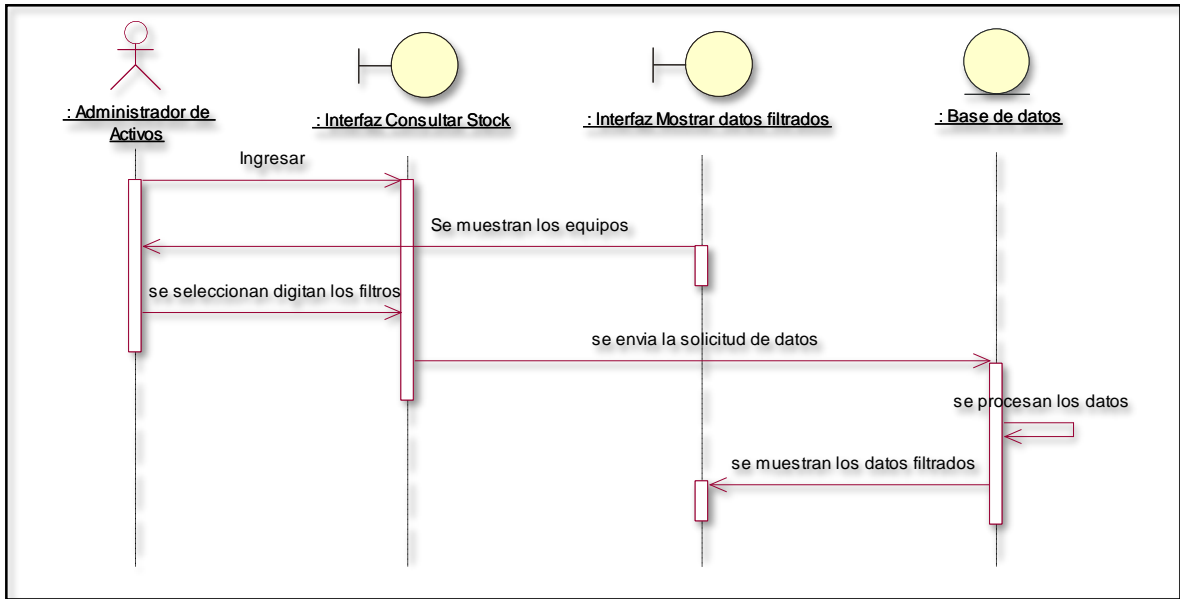 : Administrador de
Activos
: Interfaz Consultar Stock
: Interfaz Mostrar datos filtrados
: Base de datos
Ingresar
Se muestran los equipos
se seleccionan digitan los filtros
se envia la solicitud de datos
se procesan los datos
se muestran los datos filtrados